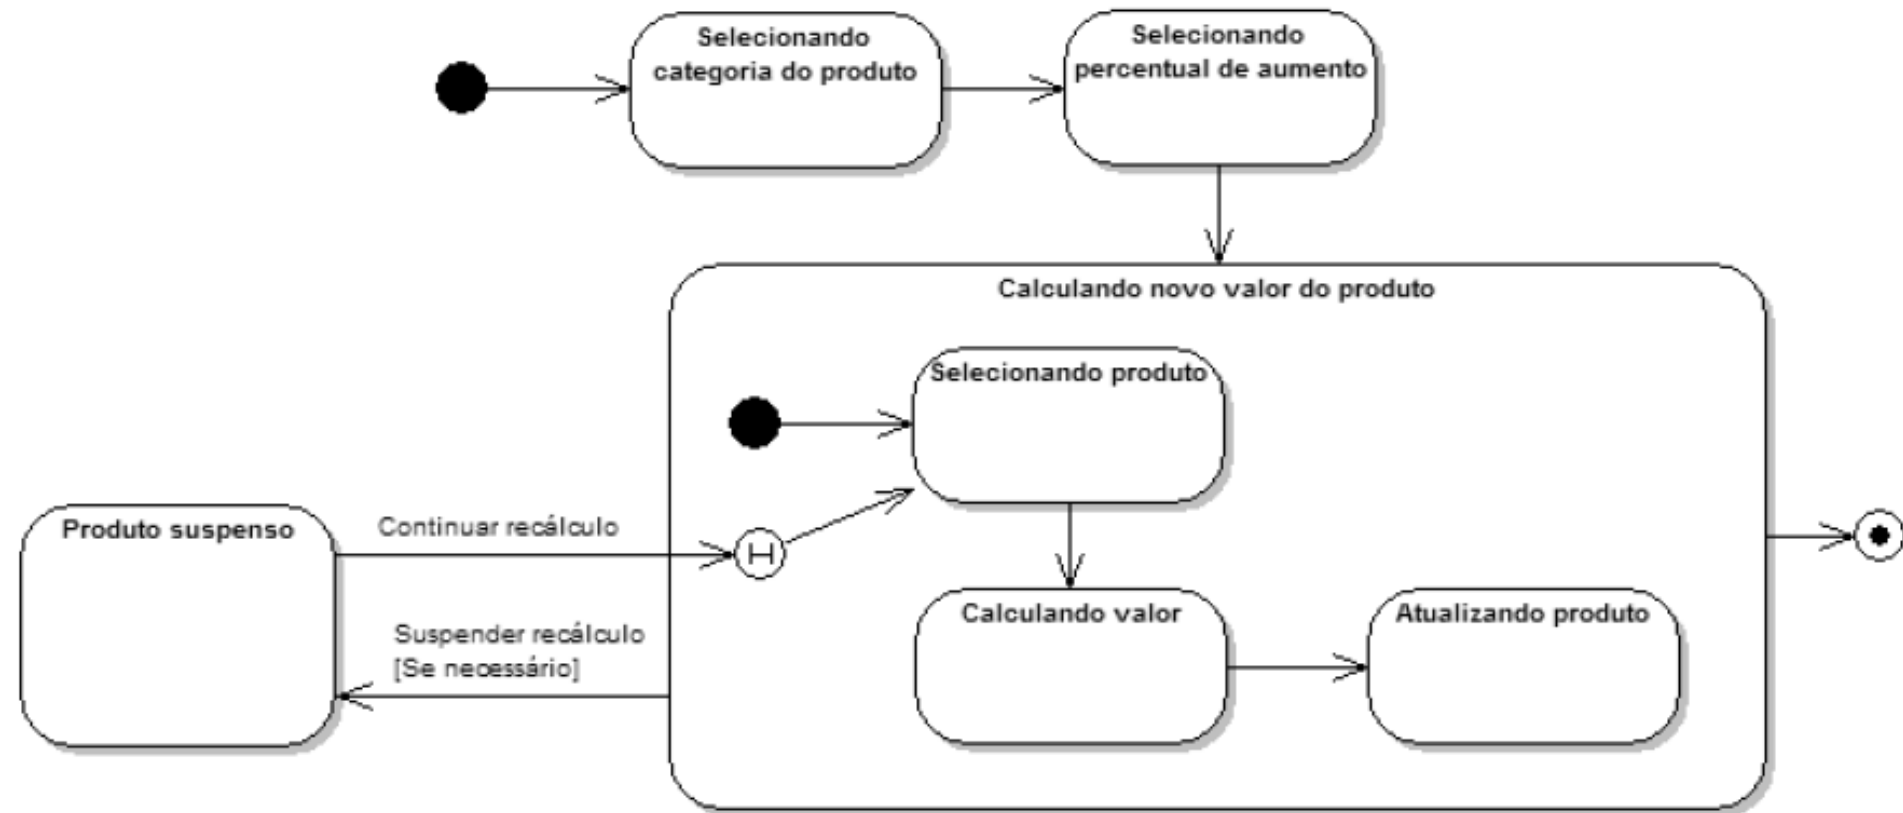 Selecionando
categoria do produto
Selecionando
percentual de aumento
Calculando novo valor do produto
Selecionando produto
Produto suspenso
Continuar recálculo
H
Suspender recálculo
[Se necessário]
Calculando valor
Atualizando produto